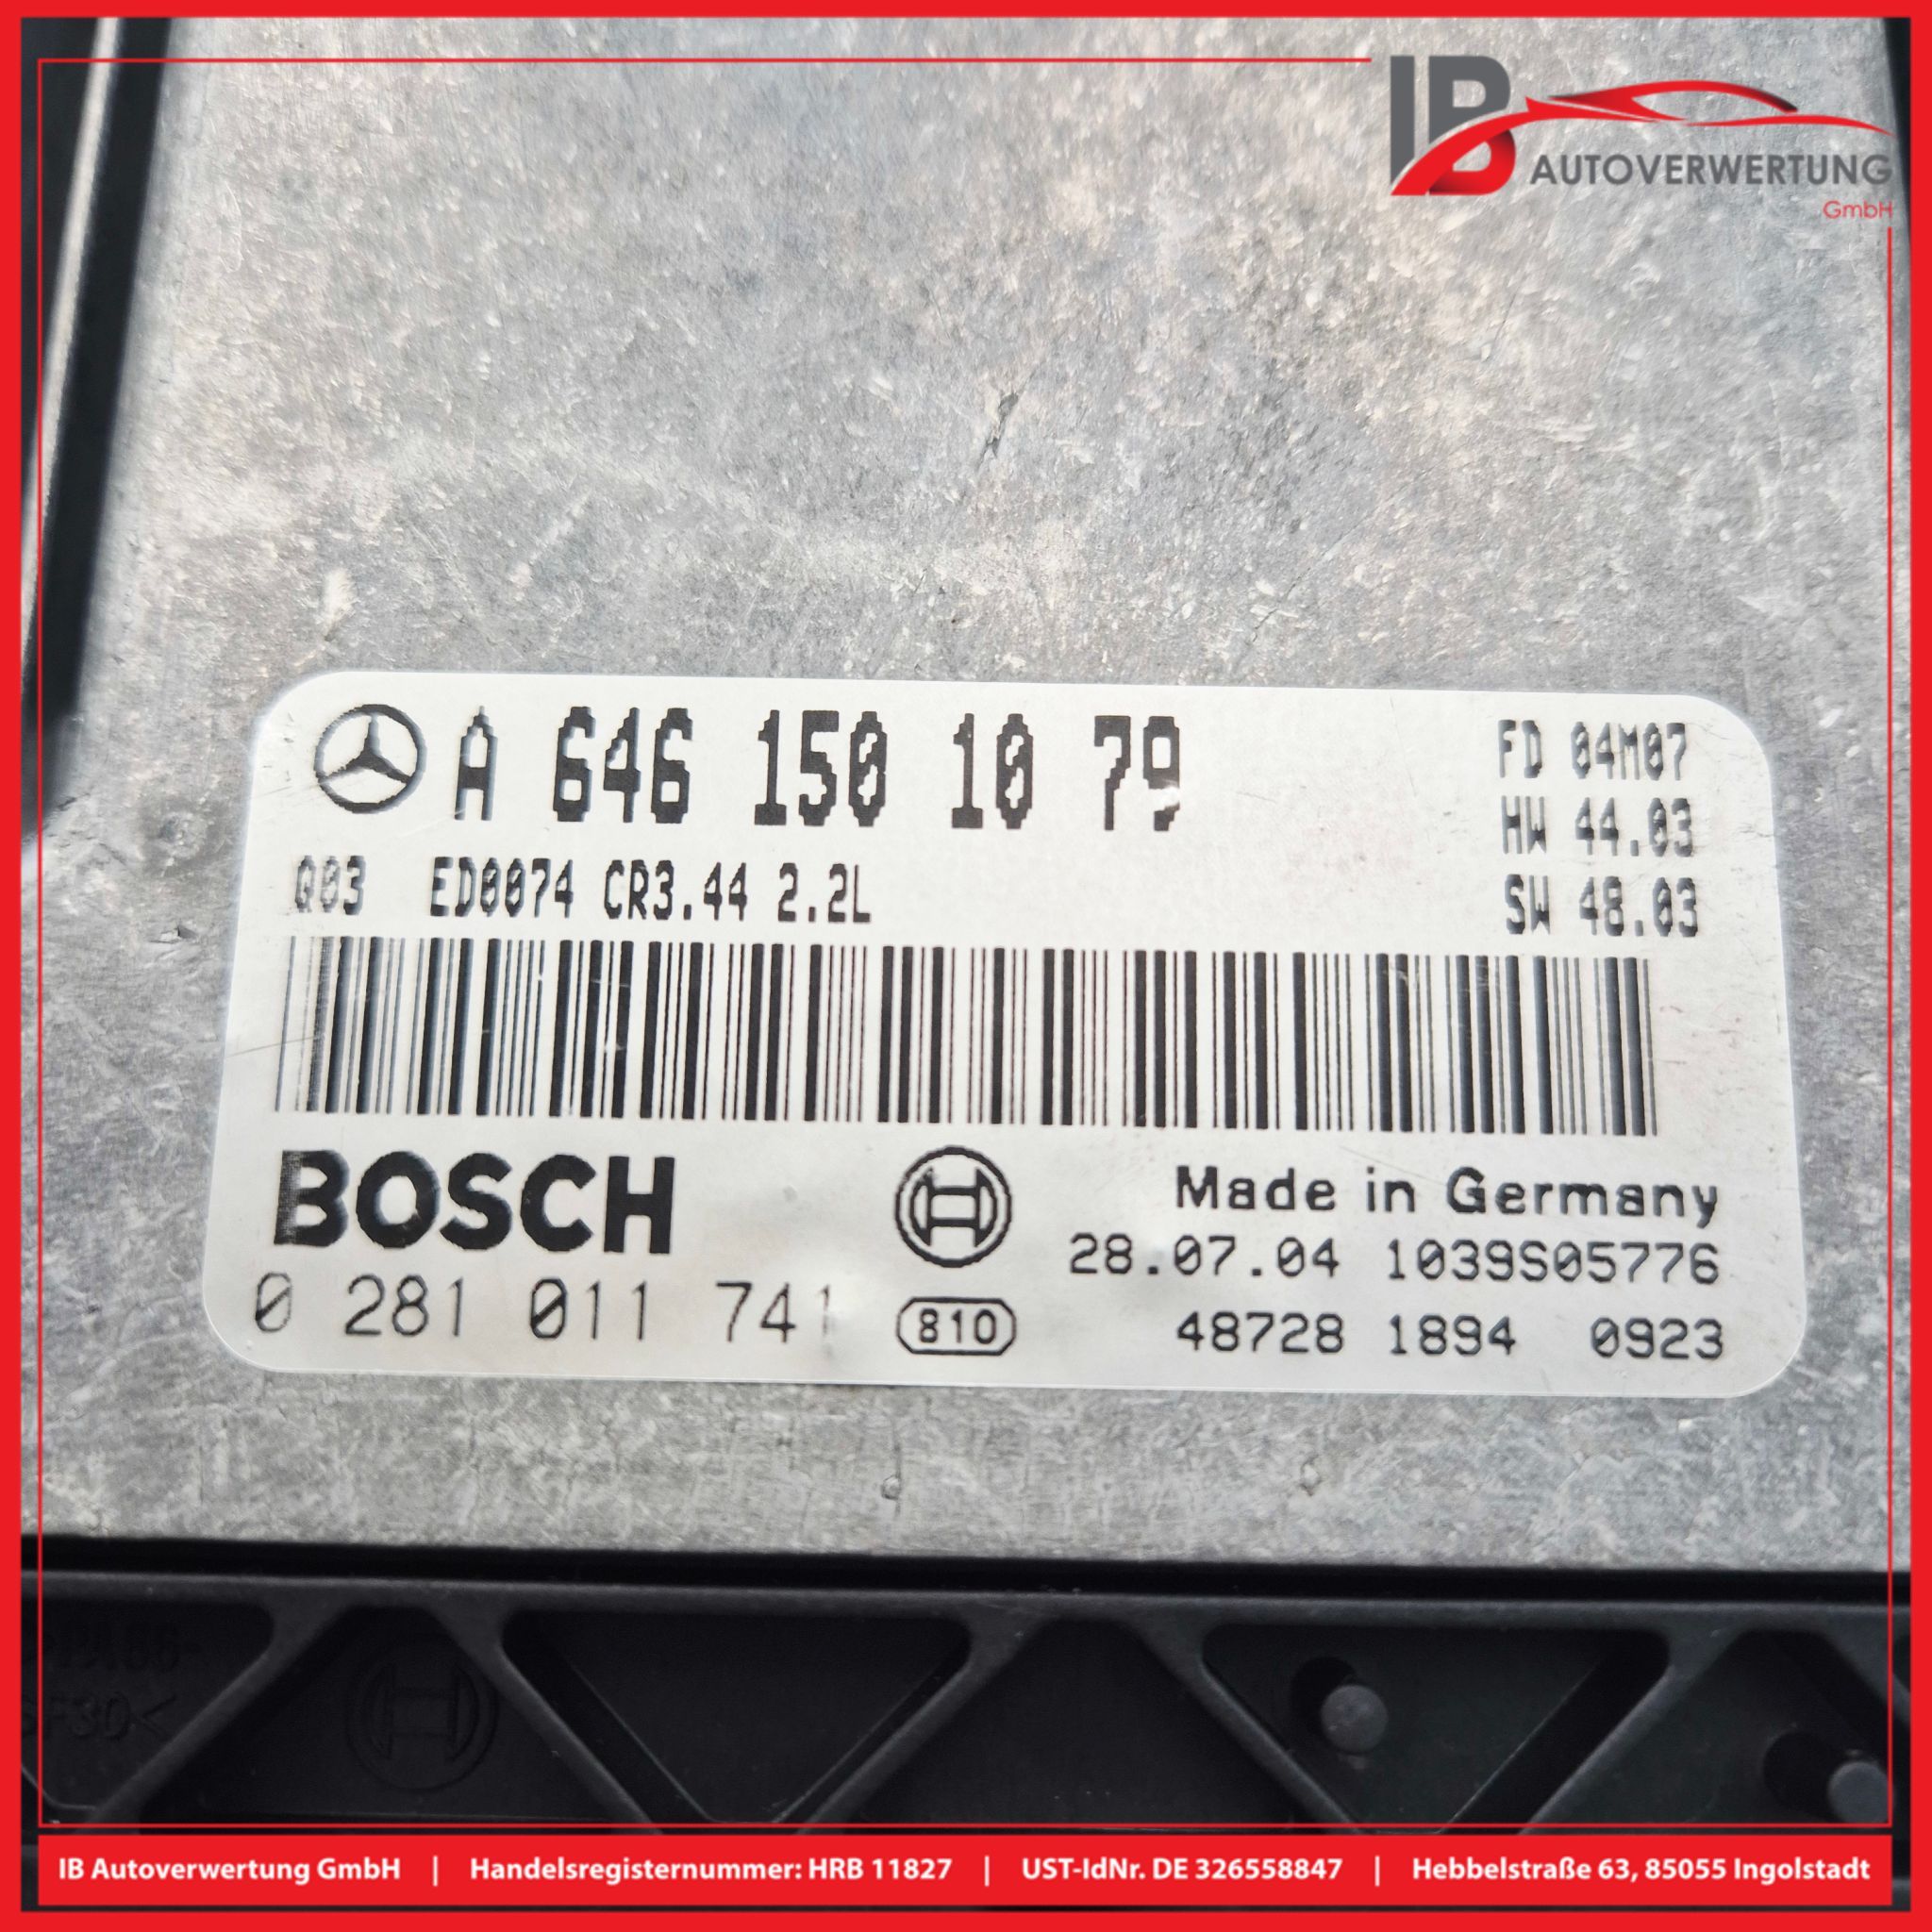 IB
AUTOVERWERTUNG
GmbH
A 646 150 10 79
FD 04M07
HW 44.03
Q03 ED0074 CR3.44 2.2L
SW 48.03
BOSCH
Made in Germany
28.07.04 1039S05776
0 281 011 741
810
48728 1894 0923
IB Autoverwertung GmbH | Handelsregisternummer: HRB 11827 | UST-IdNr. DE 326558847 | Hebbelstraße 63, 85055 Ingolstadt